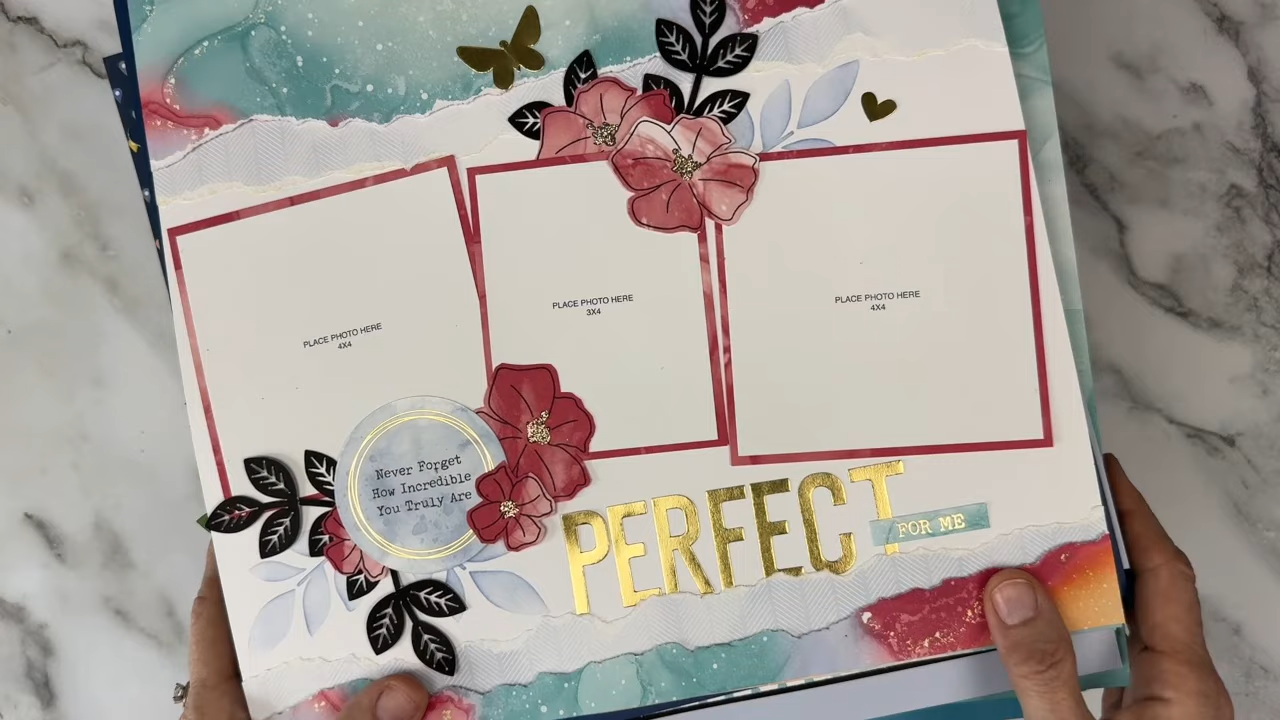 PLACE PHOTO HERE
4X4
PLACE PHOTO HERE
3X4
PLACE PHOTO HERE
4X4
Never Forget
How Incredible
You Truly Are
PERFECT
FOR ME